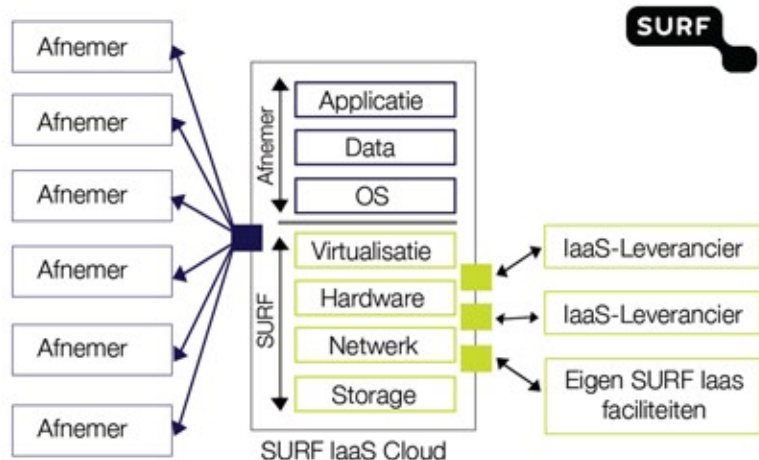 SURF
Afnemer
Afnemer
Afnemer
Afnemer
Afnemer
Afnemer
Afnemer
Applicatie
Data
OS
SURF
Virtualisatie
Hardware
Netwerk
Storage
SURF IaaS Cloud
IaaS-Leverancier
IaaS-Leverancier
Eigen SURF Iaas
faciliteiten